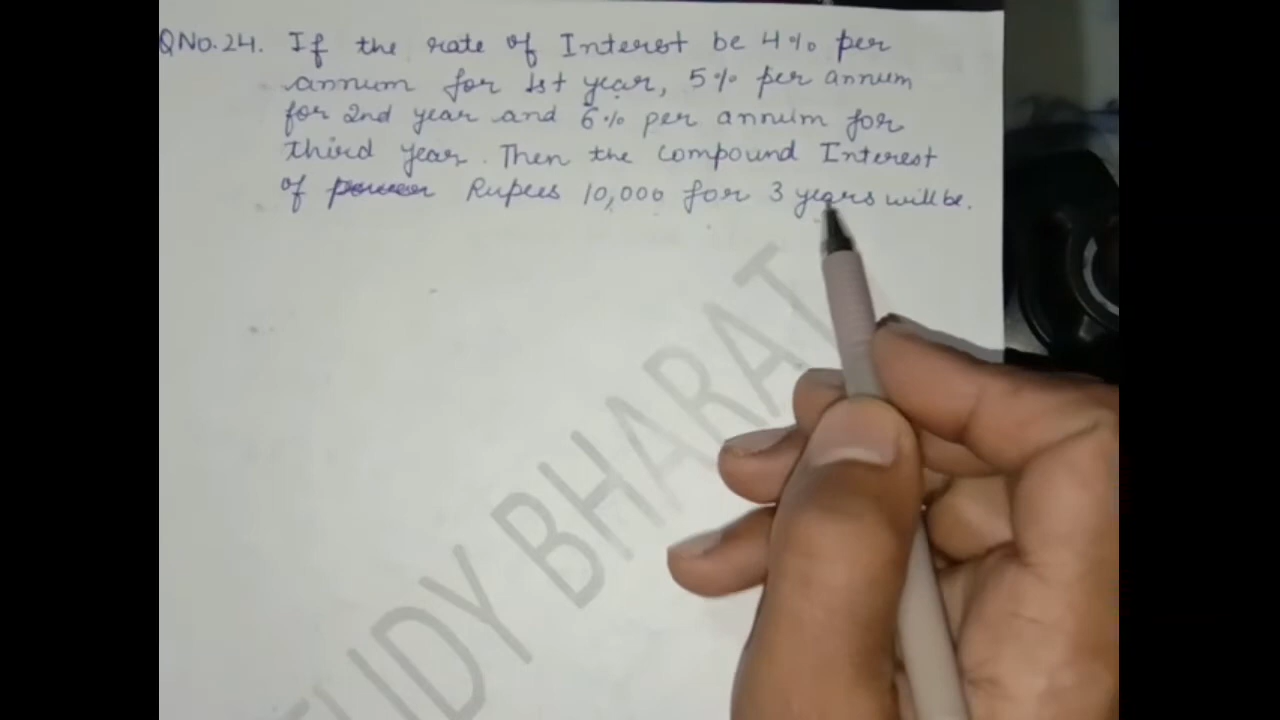 QNo.24. If the rate of Interest be 4% per
annum for 1st year, 5% per annum
for 2nd year and 6% per annum for
third year. Then the compound Interest
of Rupees 10,000 for 3 years will be.
STUDY BHARAT